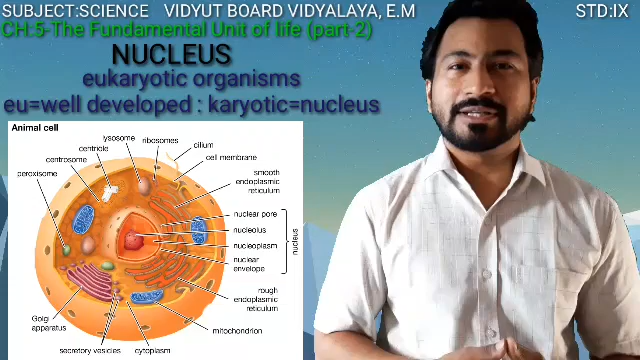 SUBJECT:SCIENCE VIDYUT BOARD VIDYALAYA, E.M STD:IX
CH:5-The Fundamental Unit of life (part-2)
NUCLEUS
eukaryotic organisms
eu=well developed : karyotic=nucleus
Animal cell
lysosome
ribosomes
cilium
centriole
cell membrane
centrosome
peroxisome
smooth
endoplasmic
reticulum
nuclear pore
nucleolus
nucleoplasm
nuclear
envelope
nucleus
rough
endoplasmic
reticulum
Golgi
apparatus
mitochondrion
secretory vesicles
cytoplasm